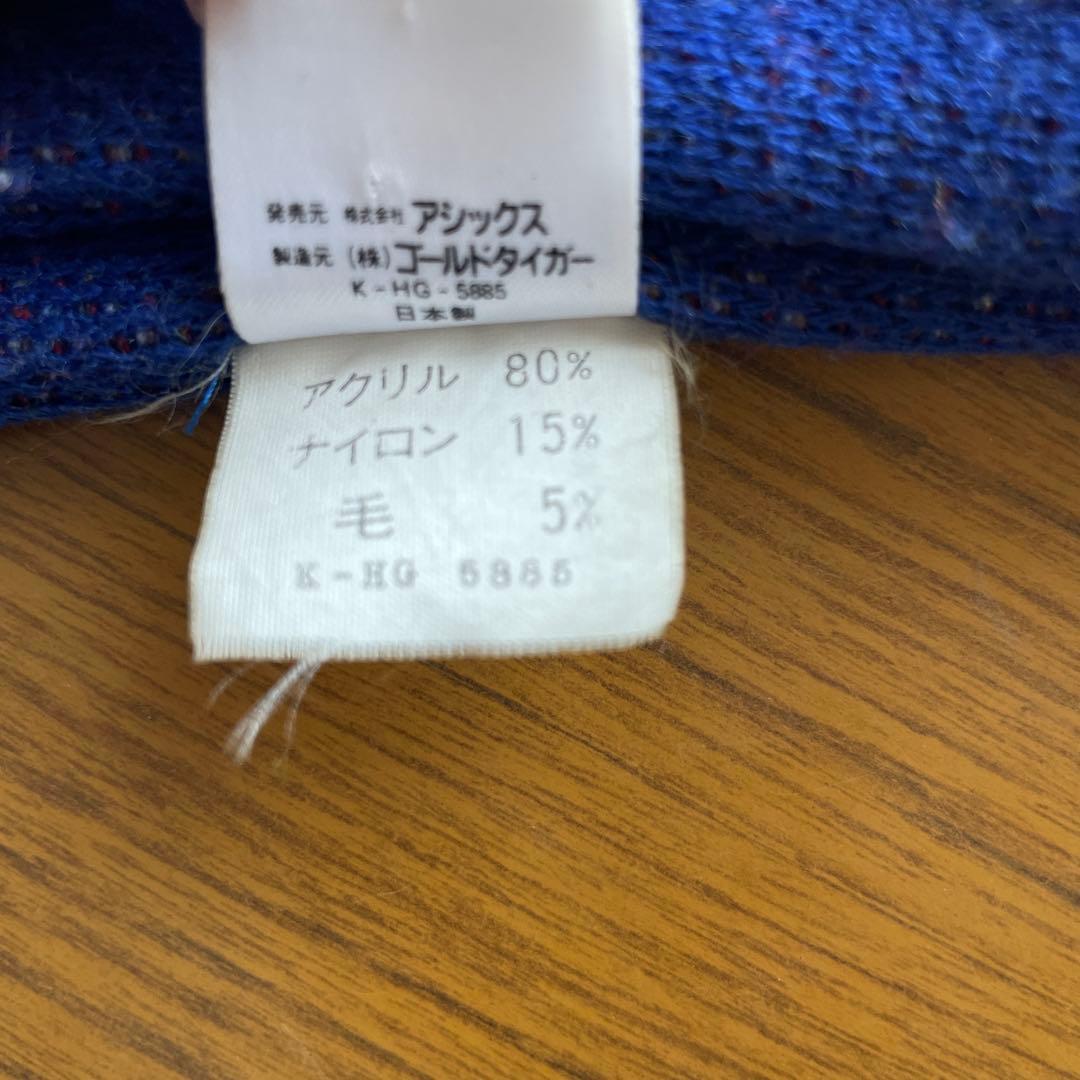 発売元 株式会社 アシックス
製造元 (株)ゴールドタイガー
K-HG-5885
日本製
アクリル 80%
ナイロン 15%
毛 5%
K-HG 5885